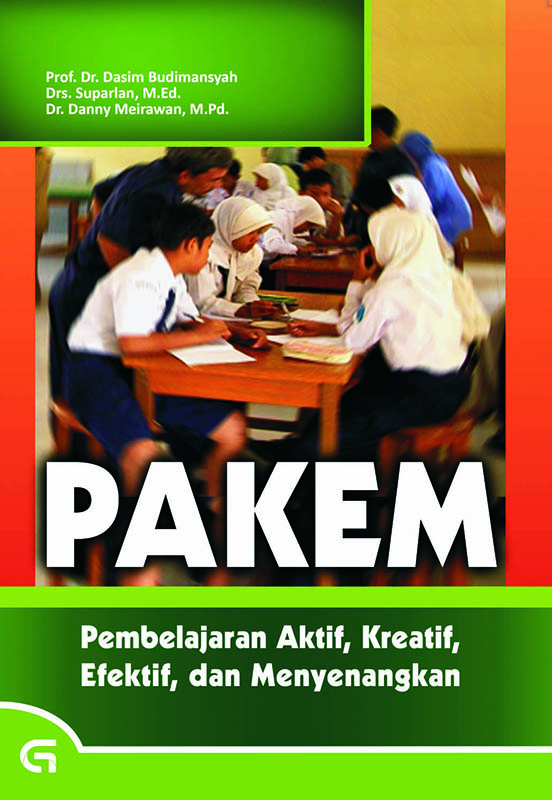 Prof. Dr. Dasim Budimansyah
Drs. Suparlan, M.Ed.
Dr. Danny Meirawan, M.Pd.
PAKEM
Pembelajaran Aktif, Kreatif,
Efektif, dan Menyenangkan
G